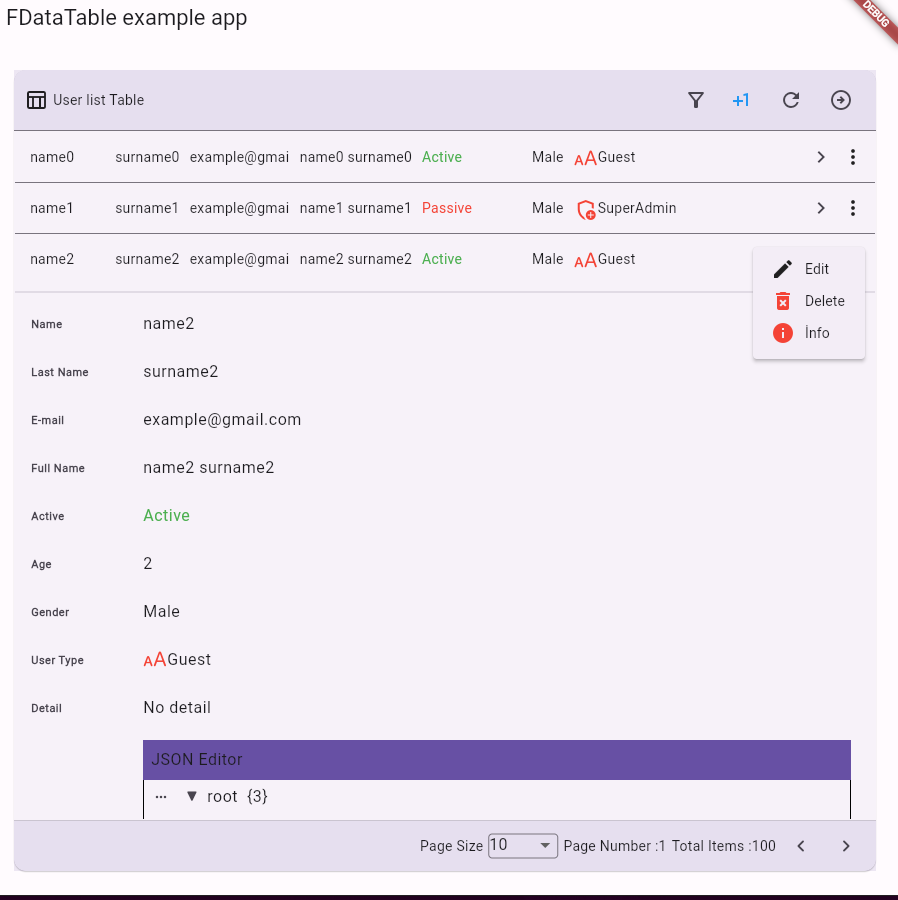 FDataTable example app
DEBUG
User list Table
+1
name0 surname0 example@gmai name0 surname0 Active Male AA Guest
name1 surname1 example@gmai name1 surname1 Passive Male SuperAdmin
name2 surname2 example@gmai name2 surname2 Active Male AA Guest
Edit
Delete
İnfo
Name name2
Last Name surname2
E-mail example@gmail.com
Full Name name2 surname2
Active Active
Age 2
Gender Male
User Type AA Guest
Detail No detail
JSON Editor
... ▼ root {3}
Page Size 10 Page Number :1 Total Items :100